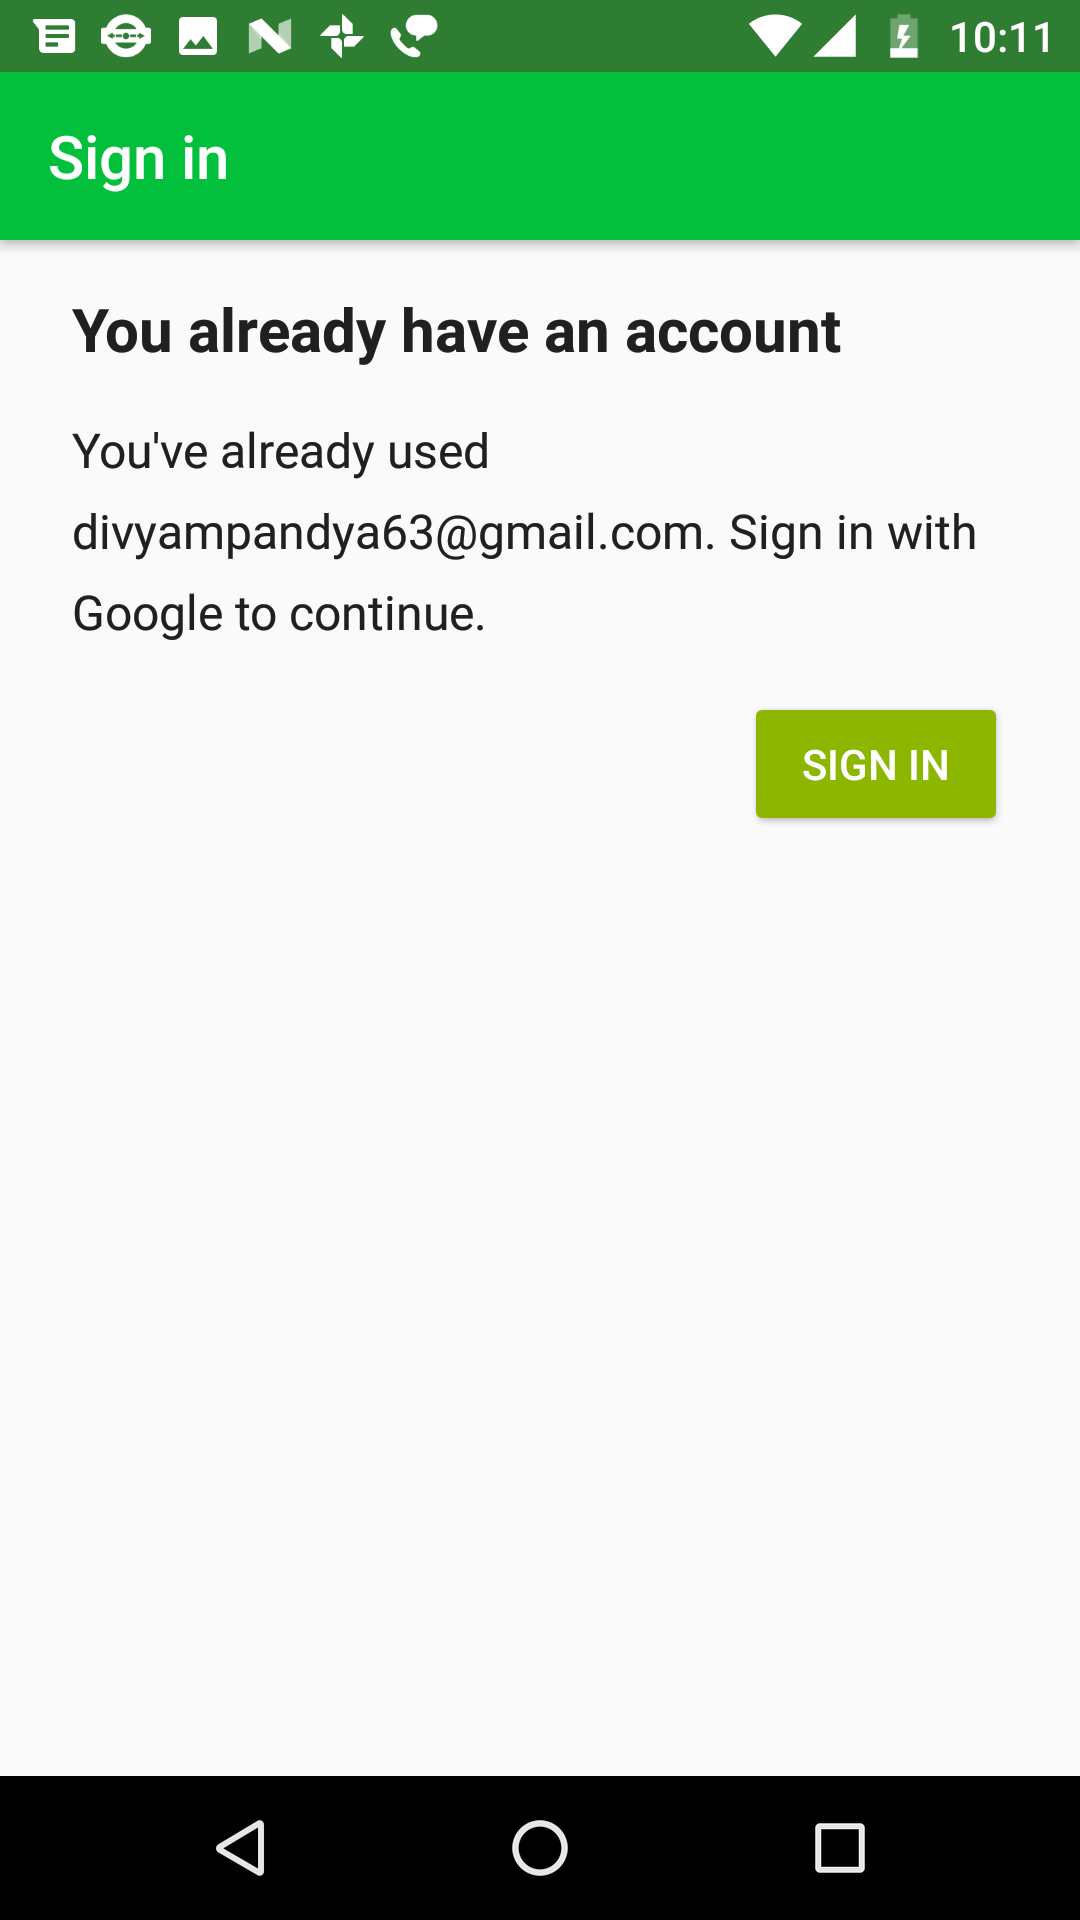 10:11
Sign in
You already have an account
You've already used
divyampandya63@gmail.com. Sign in with
Google to continue.
SIGN IN